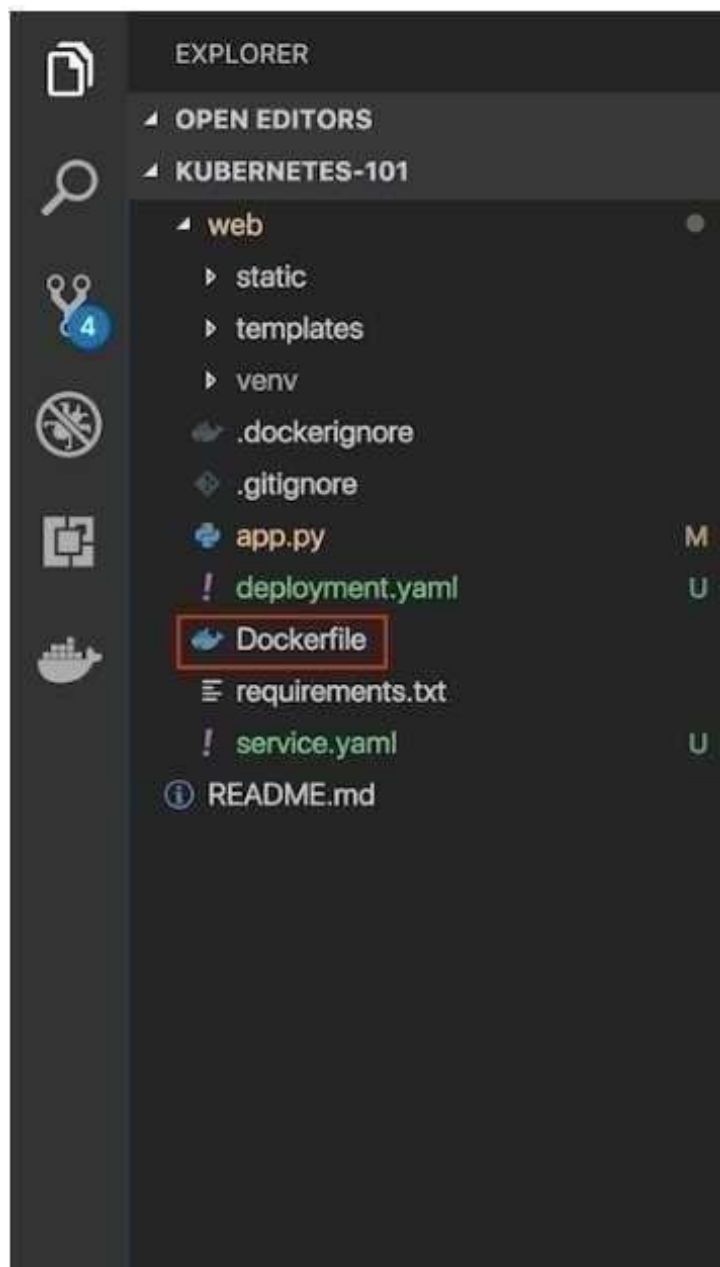 EXPLORER
OPEN EDITORS
KUBERNETES-101
web
static
4
templates
venv
.dockerignore
.gitignore
app.py M
deployment.yaml U
Dockerfile
requirements.txt
service.yaml U
README.md